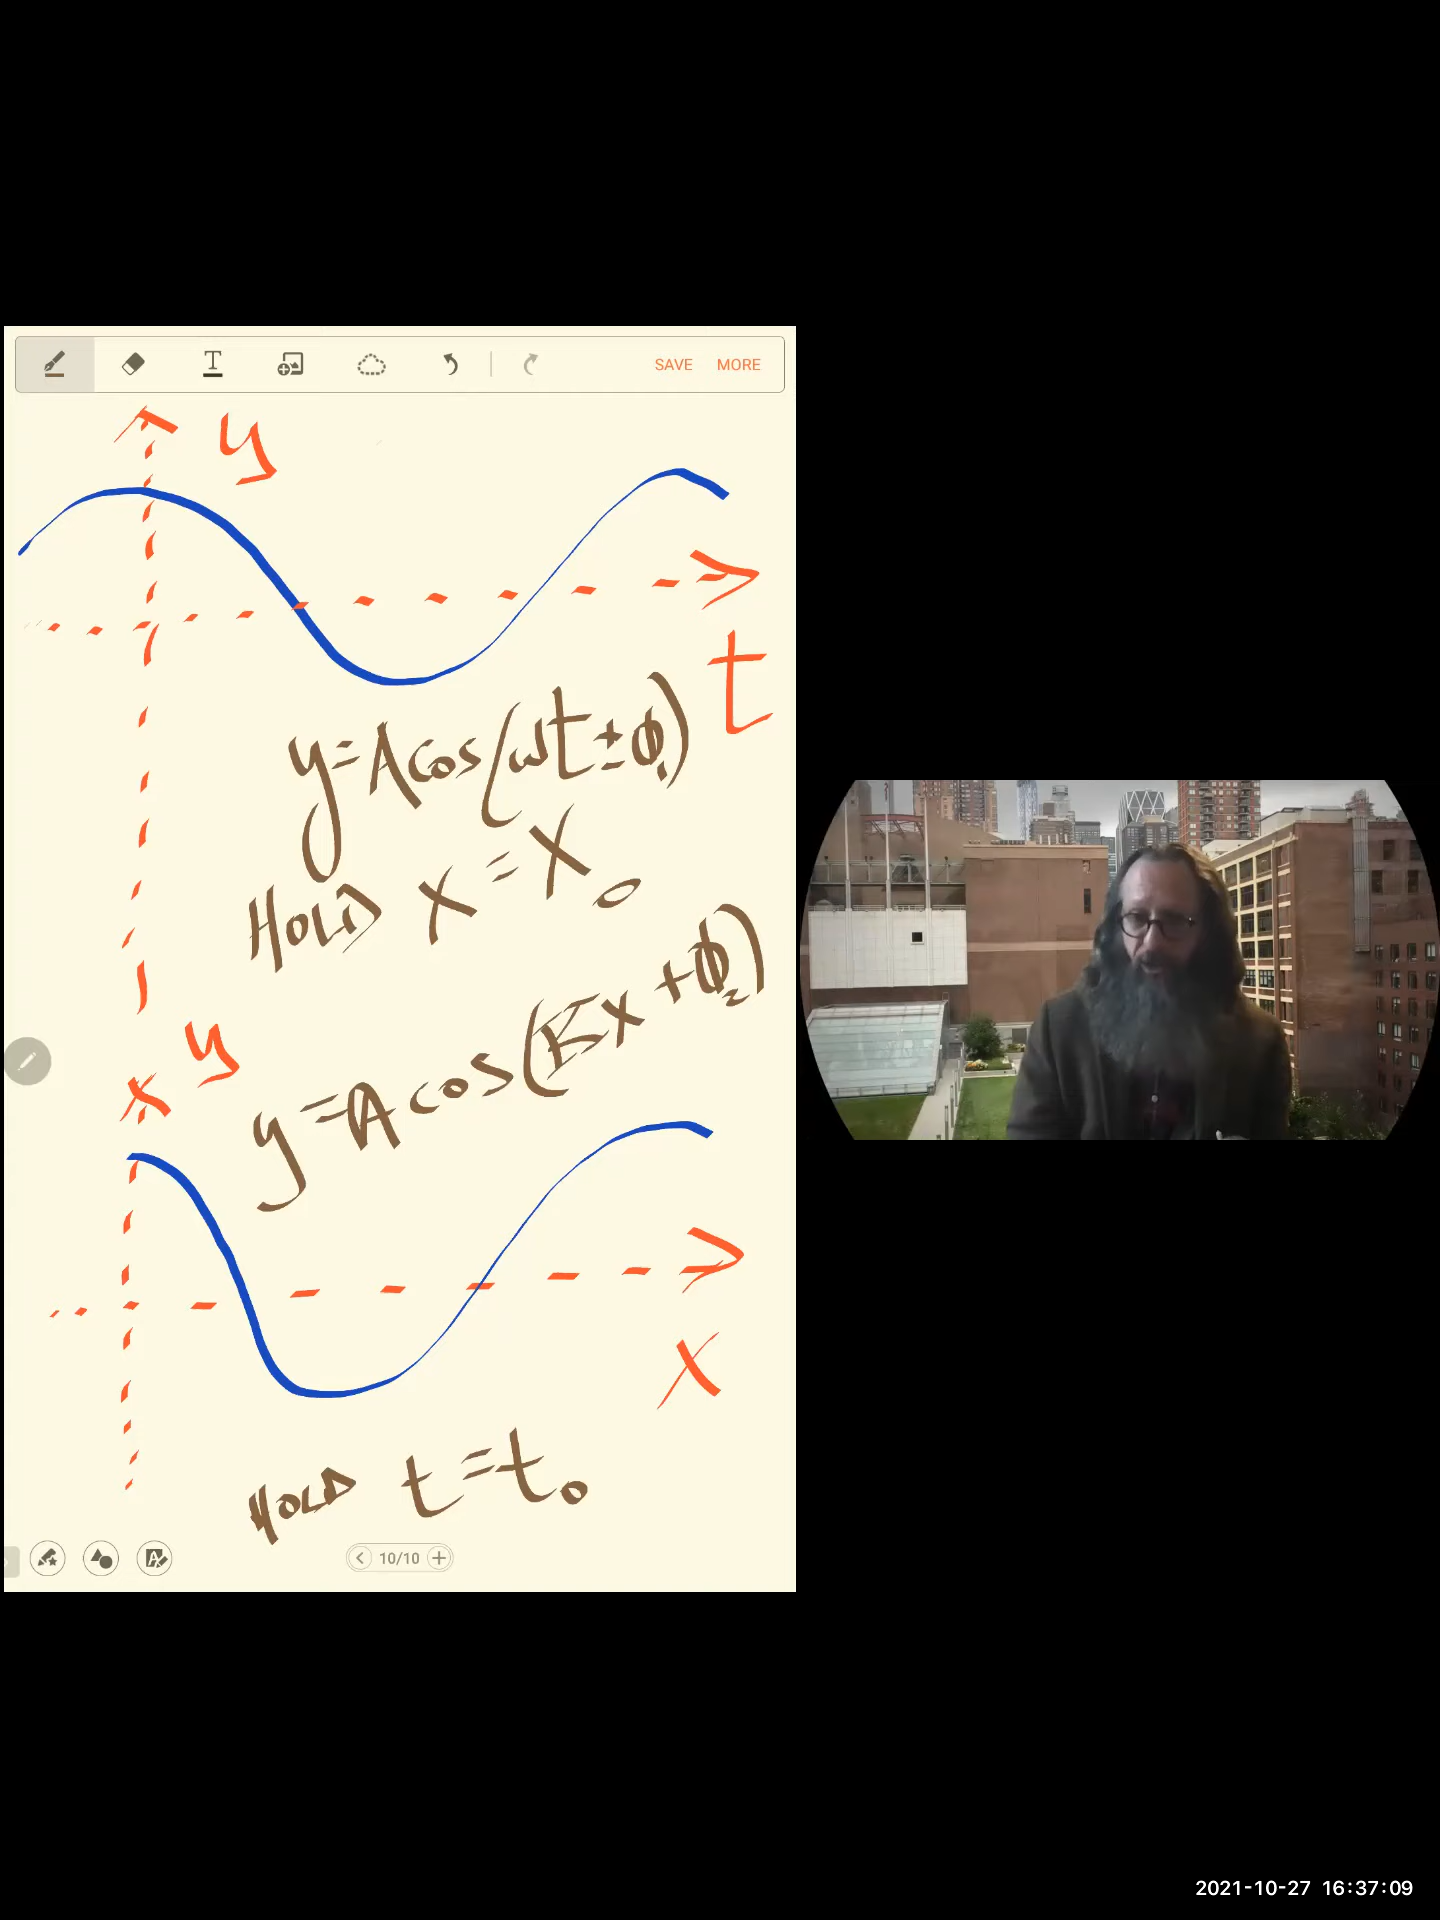 T
SAVE MORE
y
t
y=Acos(ωt±ϕ₁)
HOLD x=x₀
y
y=Acos(Kx+ϕ₂)
x
HOLD t=t₀
A
10/10
2021-10-27 16:37:09